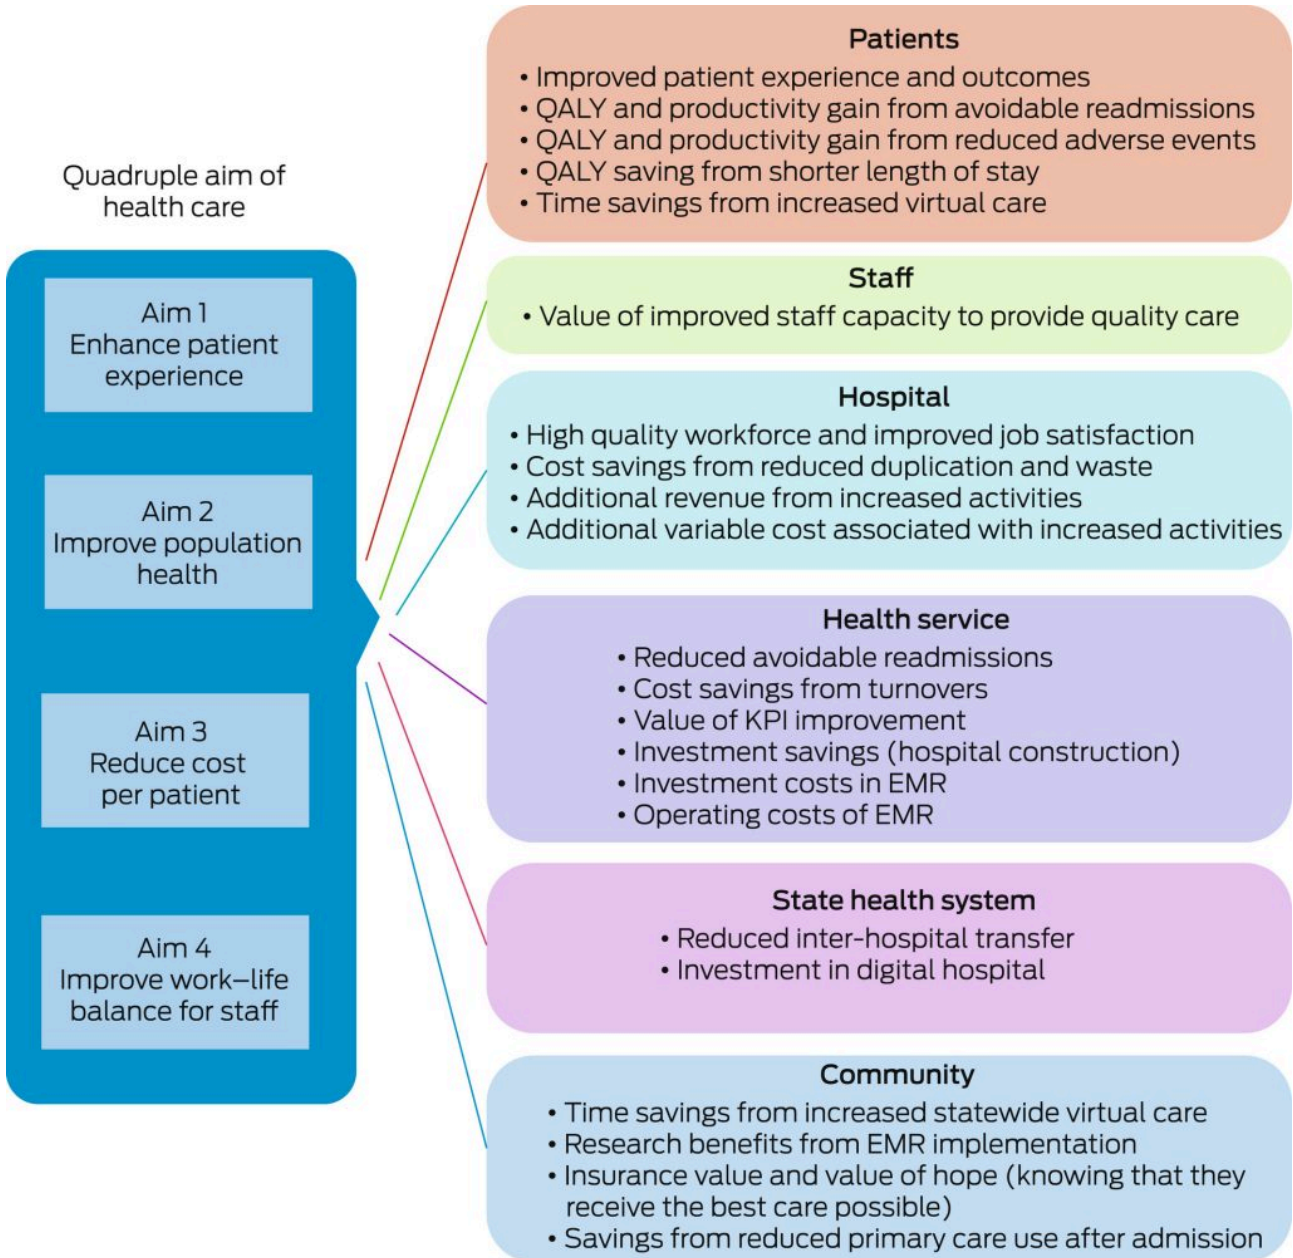 Quadruple aim of
health care
Aim 1
Enhance patient
experience
Aim 2
Improve population
health
Aim 3
Reduce cost
per patient
Aim 4
Improve work–life
balance for staff
Patients
• Improved patient experience and outcomes
• QALY and productivity gain from avoidable readmissions
• QALY and productivity gain from reduced adverse events
• QALY saving from shorter length of stay
• Time savings from increased virtual care
Staff
• Value of improved staff capacity to provide quality care
Hospital
• High quality workforce and improved job satisfaction
• Cost savings from reduced duplication and waste
• Additional revenue from increased activities
• Additional variable cost associated with increased activities
Health service
• Reduced avoidable readmissions
• Cost savings from turnovers
• Value of KPI improvement
• Investment savings (hospital construction)
• Investment costs in EMR
• Operating costs of EMR
State health system
• Reduced inter-hospital transfer
• Investment in digital hospital
Community
• Time savings from increased statewide virtual care
• Research benefits from EMR implementation
• Insurance value and value of hope (knowing that they
receive the best care possible)
• Savings from reduced primary care use after admission